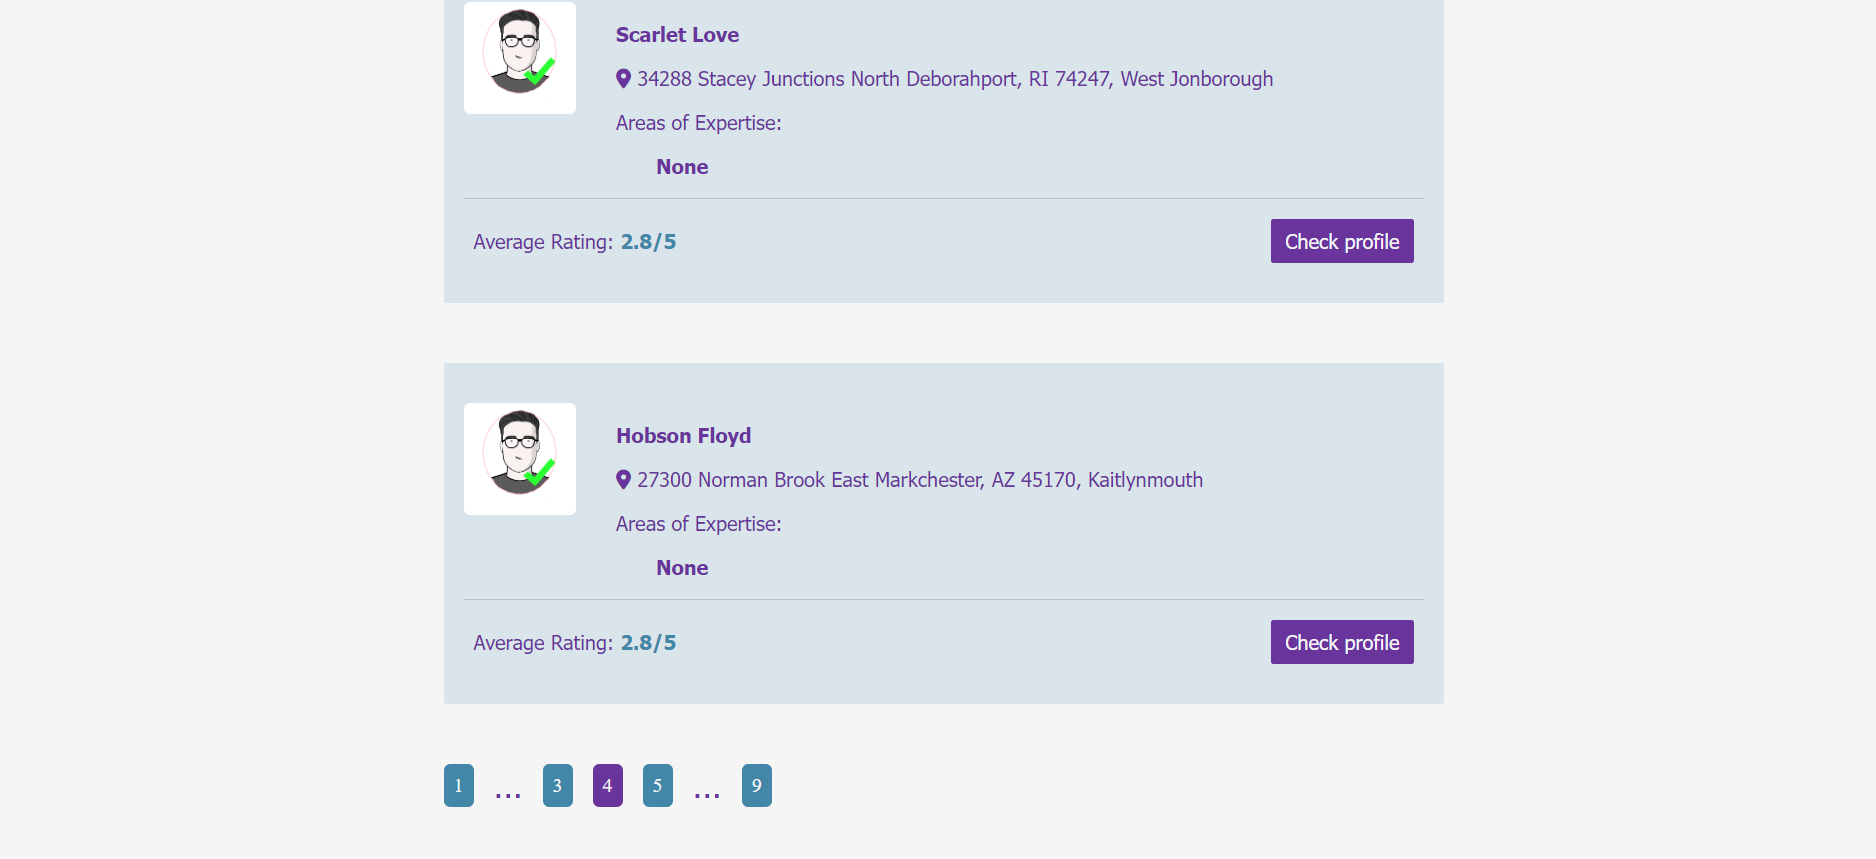 Scarlet Love
34288 Stacey Junctions North Deborahport, RI 74247, West Jonborough
Areas of Expertise:
None
Average Rating: 2.8/5
Check profile
Hobson Floyd
27300 Norman Brook East Markchester, AZ 45170, Kaitlynmouth
Areas of Expertise:
None
Average Rating: 2.8/5
Check profile
1 ... 3 4 5 ... 9